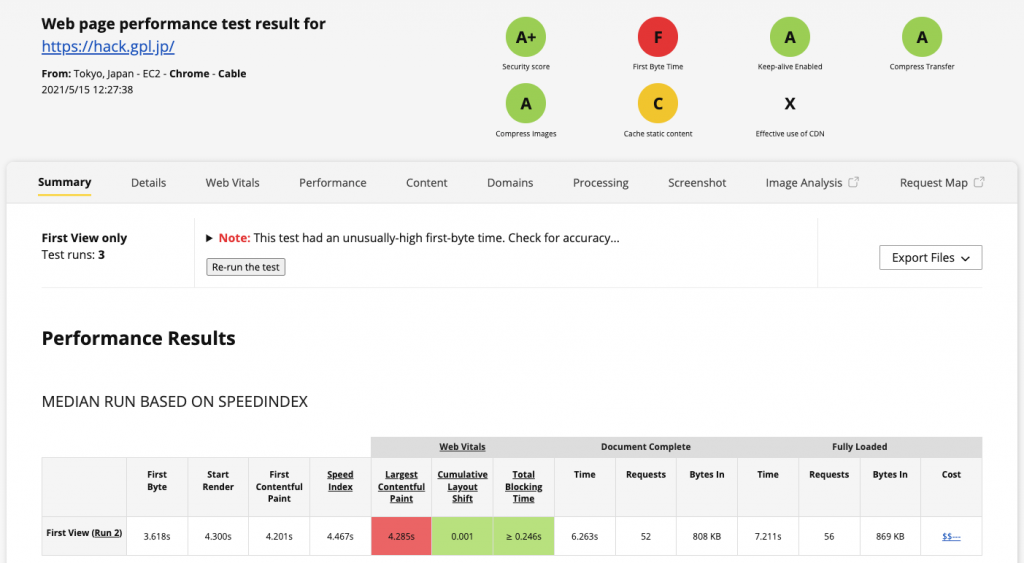 Web page performance test result for
https://hack.gpl.jp/
From: Tokyo, Japan - EC2 - Chrome - Cable
2021/5/15 12:27:38
A+
Security score
F
First Byte Time
A
Keep-alive Enabled
A
Compress Transfer
A
Compress Images
C
Cache static content
X
Effective use of CDN
Summary
Details
Web Vitals
Performance
Content
Domains
Processing
Screenshot
Image Analysis
Request Map
First View only
Test runs: 3
▶ Note: This test had an unusually-high first-byte time. Check for accuracy...
Re-run the test
Export Files
Performance Results
MEDIAN RUN BASED ON SPEEDINDEX
Web Vitals
Document Complete
Fully Loaded
First
Byte
Start
Render
First
Contentful
Paint
Speed
Index
Largest
Contentful
Paint
Cumulative
Layout
Shift
Total
Blocking
Time
Time
Requests
Bytes In
Time
Requests
Bytes In
Cost
First View (Run 2)
3.618s
4.300s
4.201s
4.467s
4.285s
0.001
≥ 0.246s
6.263s
52
808 KB
7.211s
56
869 KB
$$---